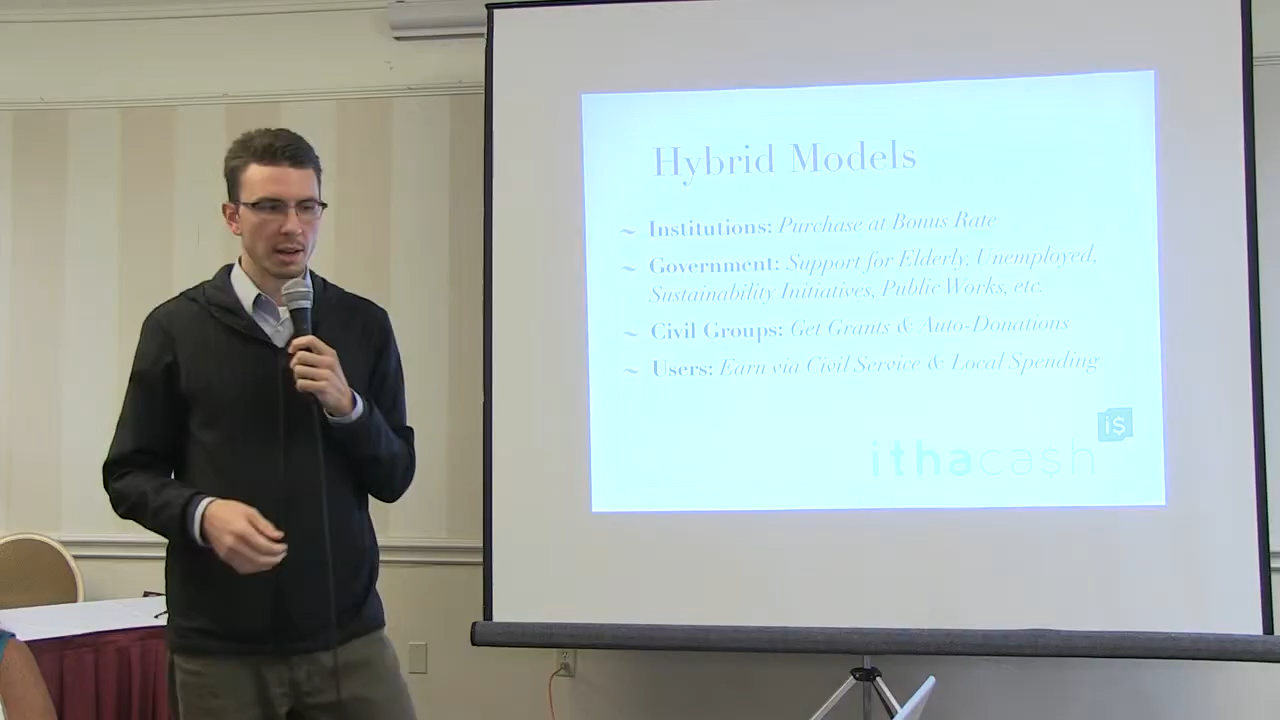 Hybrid Models
~ Institutions: Purchase at Bonus Rate
~ Government: Support for Elderly, Unemployed,
Sustainability Initiatives, Public Works, etc.
~ Civil Groups: Get Grants & Auto-Donations
~ Users: Earn via Civil Service & Local Spending
i$
ithaca$h